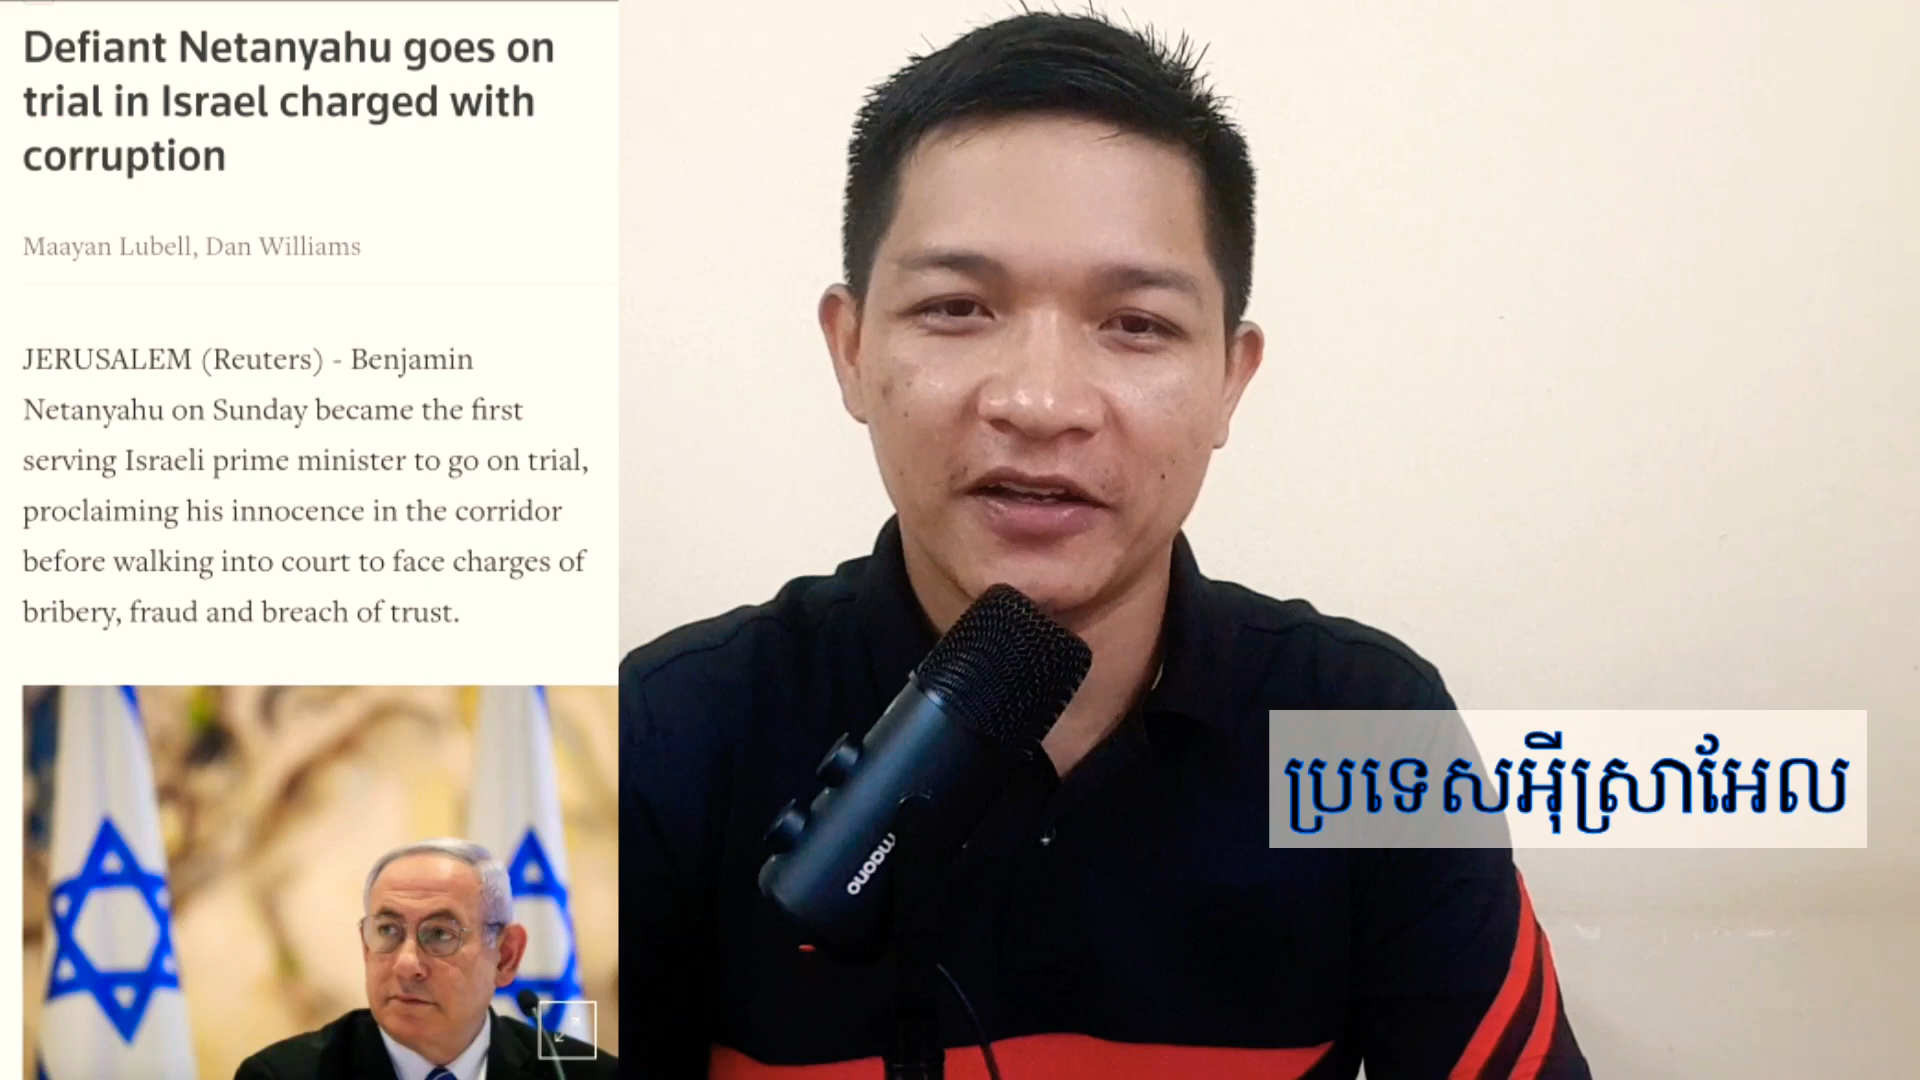 Defiant Netanyahu goes on
trial in Israel charged with
corruption
Maayan Lubell, Dan Williams
JERUSALEM (Reuters) - Benjamin
Netanyahu on Sunday became the first
serving Israeli prime minister to go on trial,
proclaiming his innocence in the corridor
before walking into court to face charges of
bribery, fraud and breach of trust.
maono
ប្រទេសអ៊ីស្រាអែល